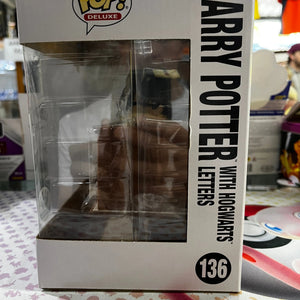 POP!
DELUXE
ARRY POTTER
WITH HOGWARTS
LETTERS
136